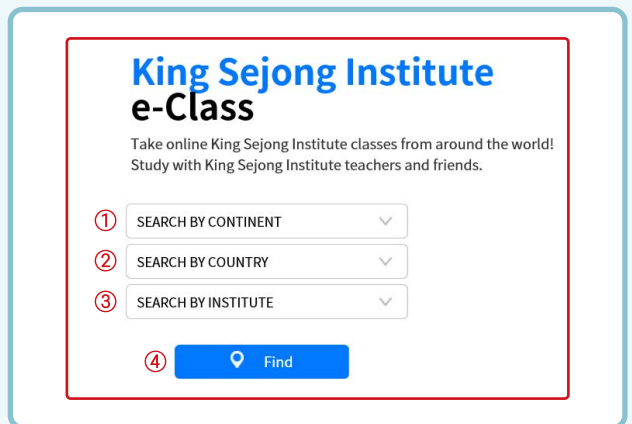 King Sejong Institute
e-Class
Take online King Sejong Institute classes from around the world!
Study with King Sejong Institute teachers and friends.
① SEARCH BY CONTINENT
② SEARCH BY COUNTRY
③ SEARCH BY INSTITUTE
④ Find